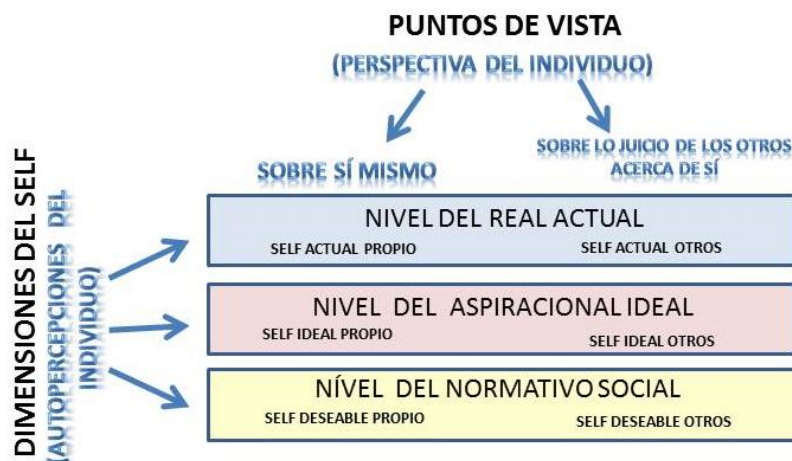 PUNTOS DE VISTA
(PERSPECTIVA DEL INDIVIDUO)
SOBRE SÍ MISMO
SOBRE LO JUICIO DE LOS OTROS
ACERCA DE SÍ
DIMENSIONES DEL SELF
(AUTOPERCEPCIONES DEL
INDIVIDUO)
NIVEL DEL REAL ACTUAL
SELF ACTUAL PROPIO
SELF ACTUAL OTROS
NIVEL DEL ASPIRACIONAL IDEAL
SELF IDEAL PROPIO
SELF IDEAL OTROS
NÍVEL DEL NORMATIVO SOCIAL
SELF DESEABLE PROPIO
SELF DESEABLE OTROS